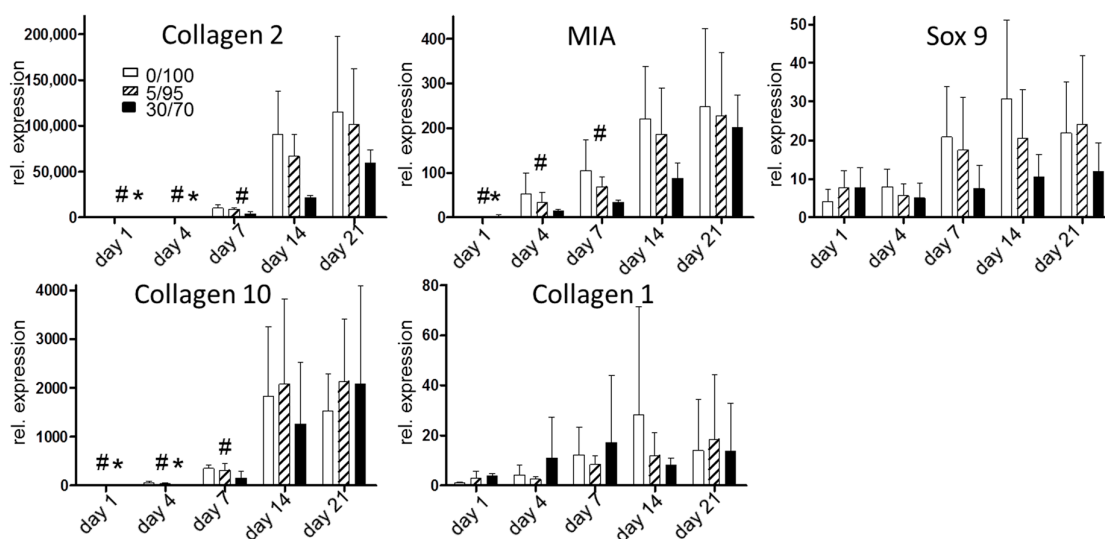 Collagen 2
rel. expression
200,000
150,000
100,000
50,000
0
0/100
5/95
30/70
# *
# *
#
day 1
day 4
day 7
day 14
day 21
MIA
rel. expression
400
300
200
100
0
#*
#
#
day 1
day 4
day 7
day 14
day 21
Sox 9
rel. expression
50
40
30
20
10
0
day 1
day 4
day 7
day 14
day 21
Collagen 10
rel. expression
4000
3000
2000
1000
0
# *
# *
#
day 1
day 4
day 7
day 14
day 21
Collagen 1
rel. expression
80
60
40
20
0
day 1
day 4
day 7
day 14
day 21